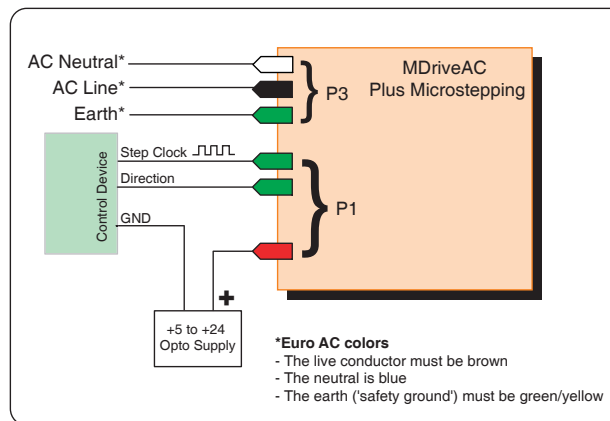 AC Neutral*
AC Line*
Earth*
P3
MDriveAC
Plus Microstepping
Control Device
Step Clock
Direction
GND
P1
+
+5 to +24
Opto Supply
*Euro AC colors
- The live conductor must be brown
- The neutral is blue
- The earth ('safety ground') must be green/yellow